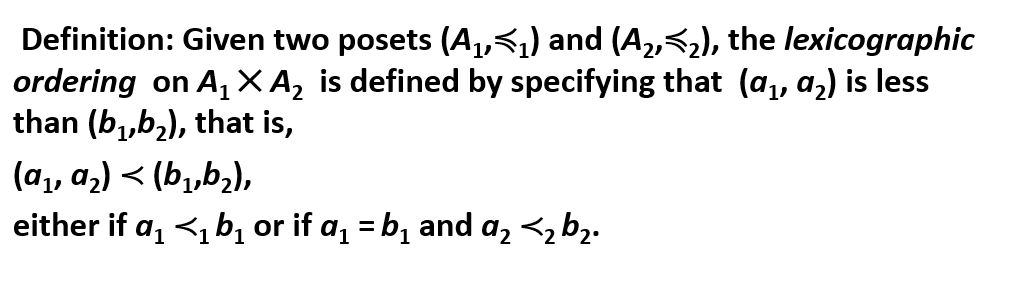 Definition: Given two posets (A₁,≼₁) and (A₂,≼₂), the lexicographic
ordering on A₁ ✕ A₂ is defined by specifying that (a₁, a₂) is less
than (b₁,b₂), that is,
(a₁, a₂) ≺ (b₁,b₂),
either if a₁ ≺₁ b₁ or if a₁ = b₁ and a₂ ≺₂ b₂.